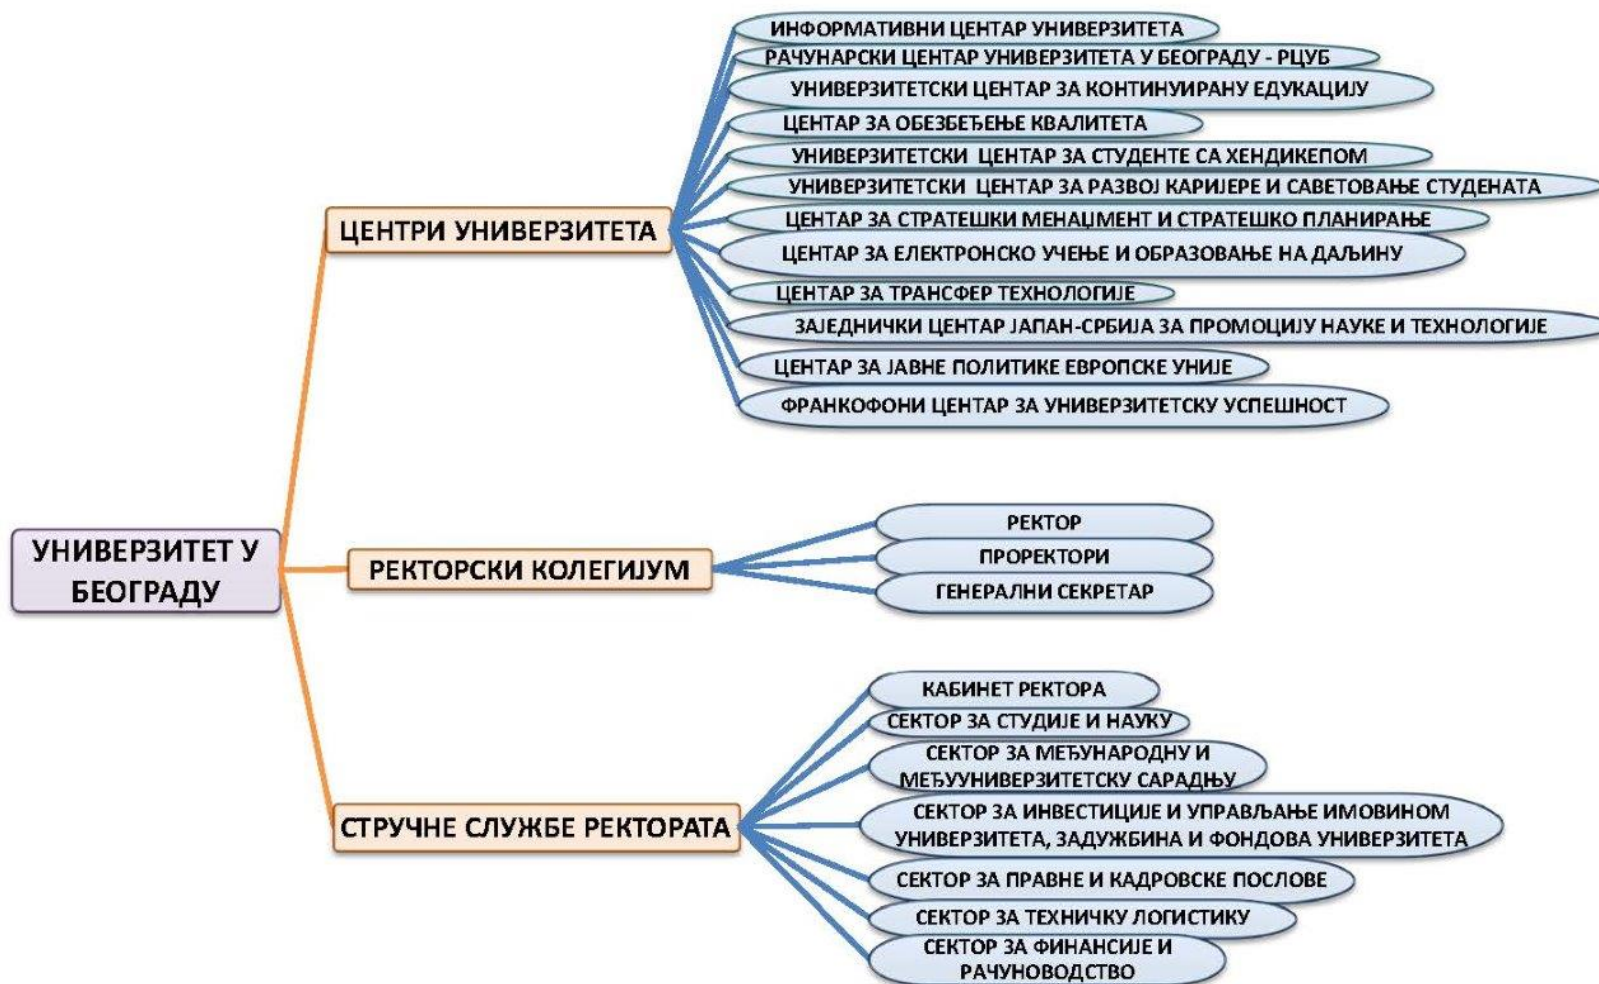 УНИВЕРЗИТЕТ У
БЕОГРАДУ
ЦЕНТРИ УНИВЕРЗИТЕТА
ИНФОРМАТИВНИ ЦЕНТАР УНИВЕРЗИТЕТА
РАЧУНАРСКИ ЦЕНТАР УНИВЕРЗИТЕТА У БЕОГРАДУ - РЦУБ
УНИВЕРЗИТЕТСКИ ЦЕНТАР ЗА КОНТИНУИРАНУ ЕДУКАЦИЈУ
ЦЕНТАР ЗА ОБЕЗБЕЂЕЊЕ КВАЛИТЕТА
УНИВЕРЗИТЕТСКИ ЦЕНТАР ЗА СТУДЕНТЕ СА ХЕНДИКЕПОМ
УНИВЕРЗИТЕТСКИ ЦЕНТАР ЗА РАЗВОЈ КАРИЈЕРЕ И САВЕТОВАЊЕ СТУДЕНАТА
ЦЕНТАР ЗА СТРАТЕШКИ МЕНАЏМЕНТ И СТРАТЕШКО ПЛАНИРАЊЕ
ЦЕНТАР ЗА ЕЛЕКТРОНСКО УЧЕЊЕ И ОБРАЗОВАЊЕ НА ДАЉИНУ
ЦЕНТАР ЗА ТРАНСФЕР ТЕХНОЛОГИЈЕ
ЗАЈЕДНИЧКИ ЦЕНТАР ЈАПАН-СРБИЈА ЗА ПРОМОЦИЈУ НАУКЕ И ТЕХНОЛОГИЈЕ
ЦЕНТАР ЗА ЈАВНЕ ПОЛИТИКЕ ЕВРОПСКЕ УНИЈЕ
ФРАНКОФОНИ ЦЕНТАР ЗА УНИВЕРЗИТЕТСКУ УСПЕШНОСТ
РЕКТОРСКИ КОЛЕГИЈУМ
РЕКТОР
ПРОРЕКТОРИ
ГЕНЕРАЛНИ СЕКРЕТАР
СТРУЧНЕ СЛУЖБЕ РЕКТОРАТА
КАБИНЕТ РЕКТОРА
СЕКТОР ЗА СТУДИЈЕ И НАУКУ
СЕКТОР ЗА МЕЂУНАРОДНУ И
МЕЂУУНИВЕРЗИТЕТСКУ САРАДЊУ
СЕКТОР ЗА ИНВЕСТИЦИЈЕ И УПРАВЉАЊЕ ИМОВИНОМ
УНИВЕРЗИТЕТА, ЗАДУЖБИНА И ФОНДОВА УНИВЕРЗИТЕТА
СЕКТОР ЗА ПРАВНЕ И КАДРОВСКЕ ПОСЛОВЕ
СЕКТОР ЗА ТЕХНИЧКУ ЛОГИСТИКУ
СЕКТОР ЗА ФИНАНСИЈЕ И
РАЧУНОВОДСТВО